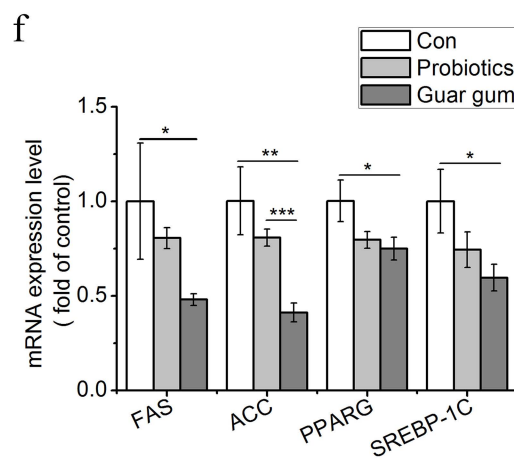 f
Con
Probiotics
Guar gum
mRNA expression level
( fold of control)
1.5
1.0
0.5
0.0
*
**
***
*
*
FAS
ACC
PPARG
SREBP-1C